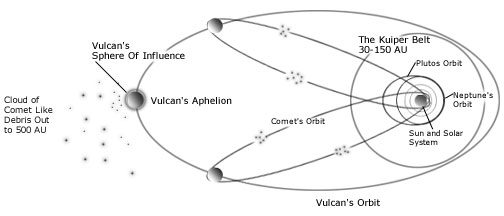 Vulcan's
Sphere Of Influence
The Kuiper Belt
30-150 AU
Plutos Orbit
Neptune's
Orbit
Cloud of
Comet Like
Debris Out
to 500 AU
Vulcan's Aphelion
Comet's Orbit
Sun and Solar
System
Vulcan's Orbit